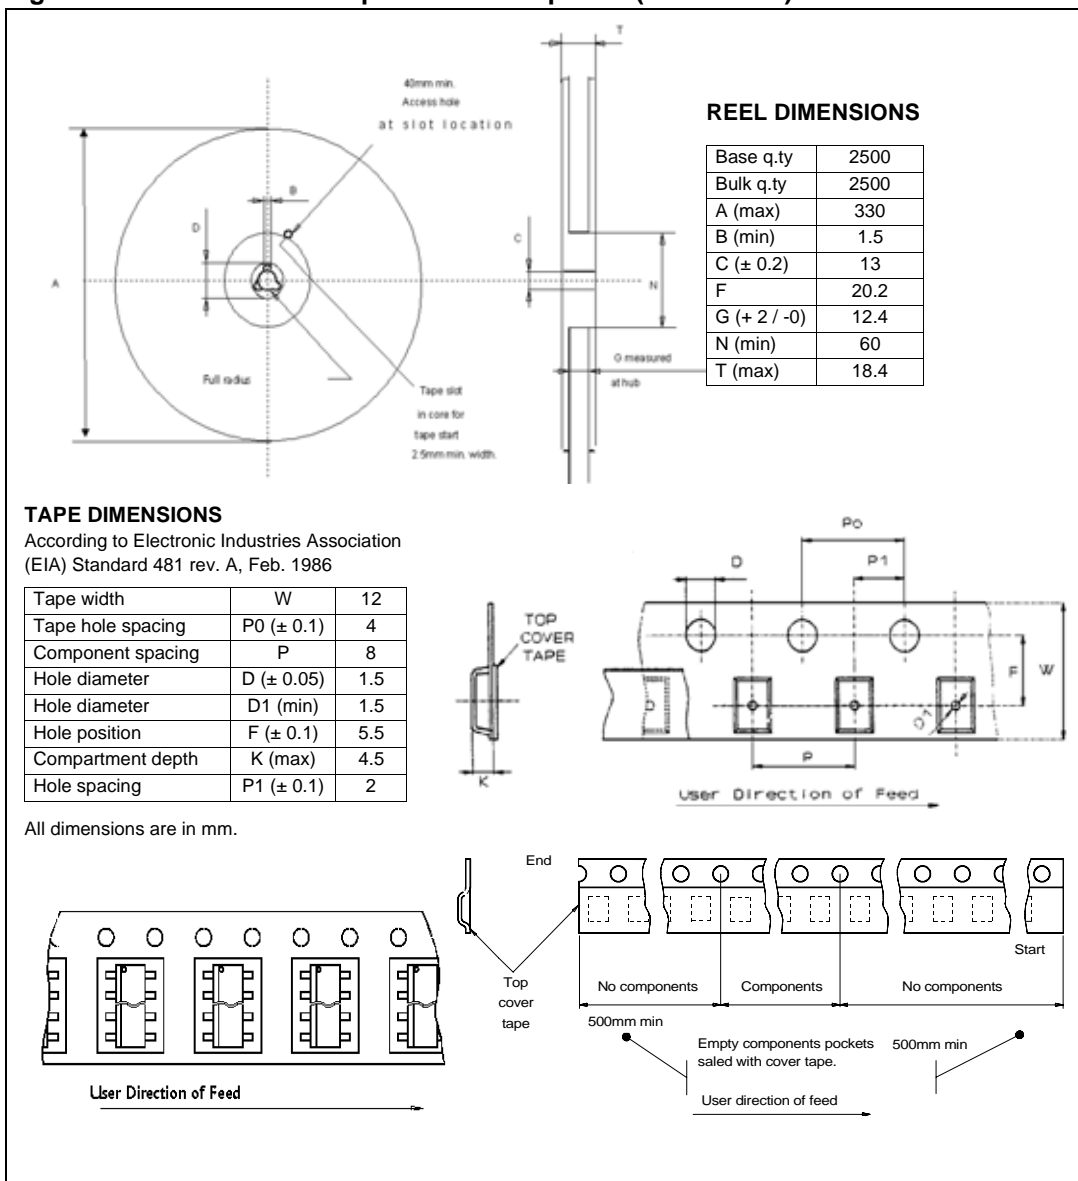 T
40mm min.
Access hole
at slot location
B
D
C
A
N
Full radius
Tape slot
in core for
tape start
2.5mm min. width.
G measured
at hub
REEL DIMENSIONS
Base q.ty 2500
Bulk q.ty 2500
A (max) 330
B (min) 1.5
C (± 0.2) 13
F 20.2
G (+ 2 / -0) 12.4
N (min) 60
T (max) 18.4
TAPE DIMENSIONS
According to Electronic Industries Association
(EIA) Standard 481 rev. A, Feb. 1986
Tape width W 12
Tape hole spacing P0 (± 0.1) 4
Component spacing P 8
Hole diameter D (± 0.05) 1.5
Hole diameter D1 (min) 1.5
Hole position F (± 0.1) 5.5
Compartment depth K (max) 4.5
Hole spacing P1 (± 0.1) 2
All dimensions are in mm.
TOP
COVER
TAPE
K
Po
D
P1
F
W
D1
P
User Direction of Feed
End
Start
Top
cover
tape
No components
Components
No components
500mm min
Empty components pockets
saled with cover tape.
500mm min
User direction of feed
User Direction of Feed